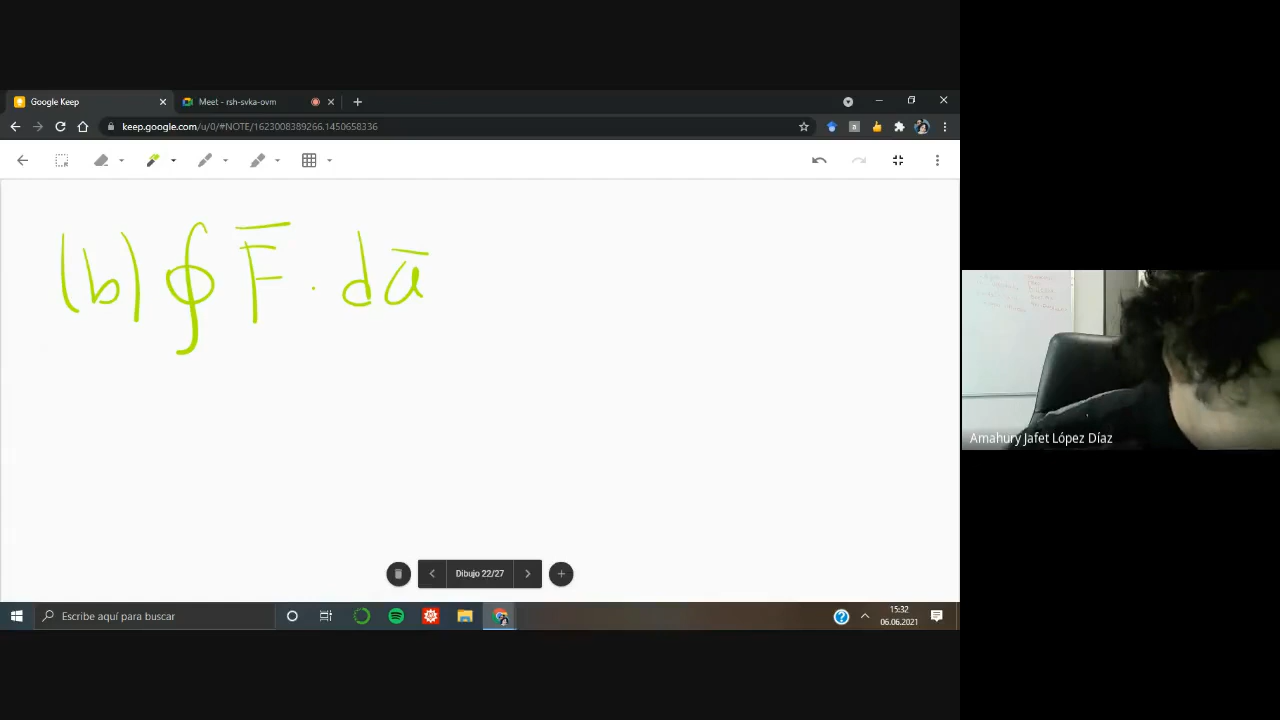 Google Keep
Meet - rsh-svka-ovm
keep.google.com/u/0/#NOTE/1623008389266.1450658336
(b) ∮ F̅ · da̅
Amahury Jafet López Díaz
Dibujo 22/27
Escribe aquí para buscar
15:32
06.06.2021